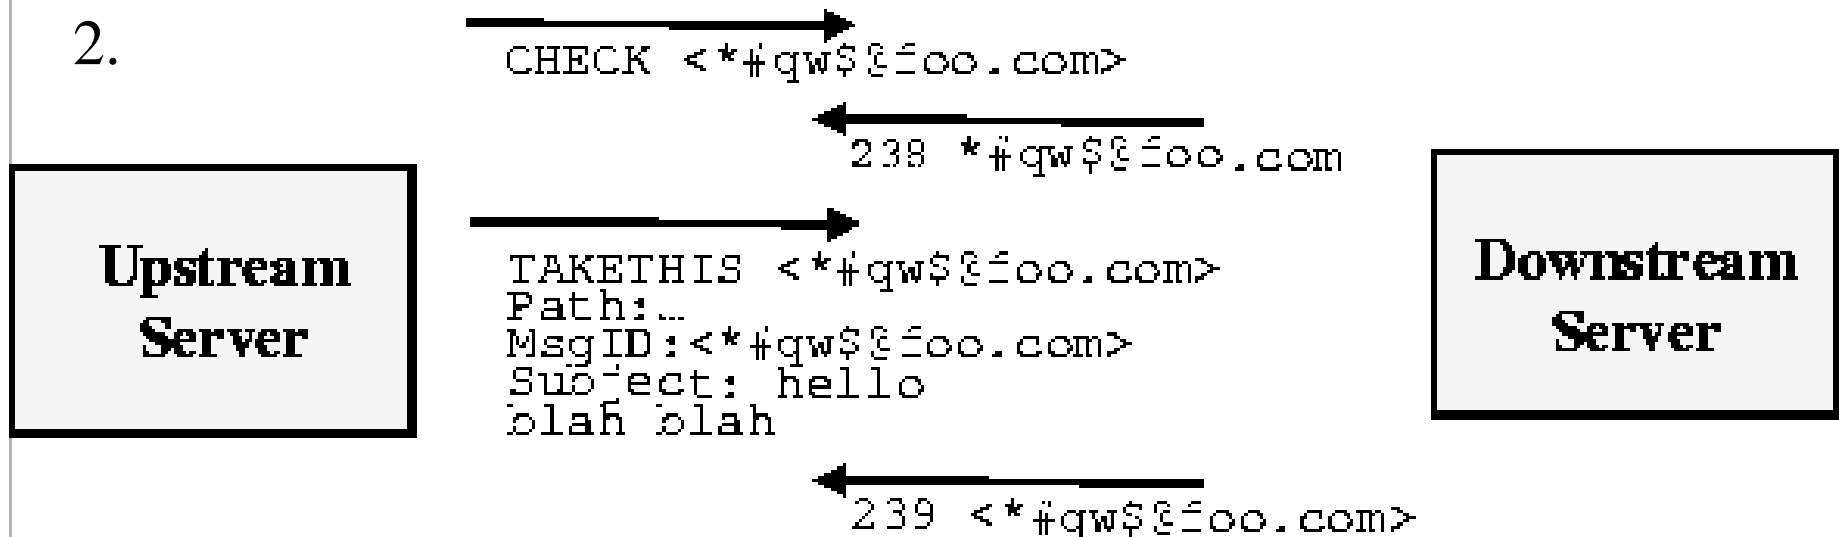 2.
CHECK <*#qw$@foo.com>
238 *#qw$@foo.com
Upstream
Server
Downstream
Server
TAKETHIS <*#qw$@foo.com>
Path:…
MsgID:<*#qw$@foo.com>
Subject: hello
blah blah
239 <*#qw$@foo.com>